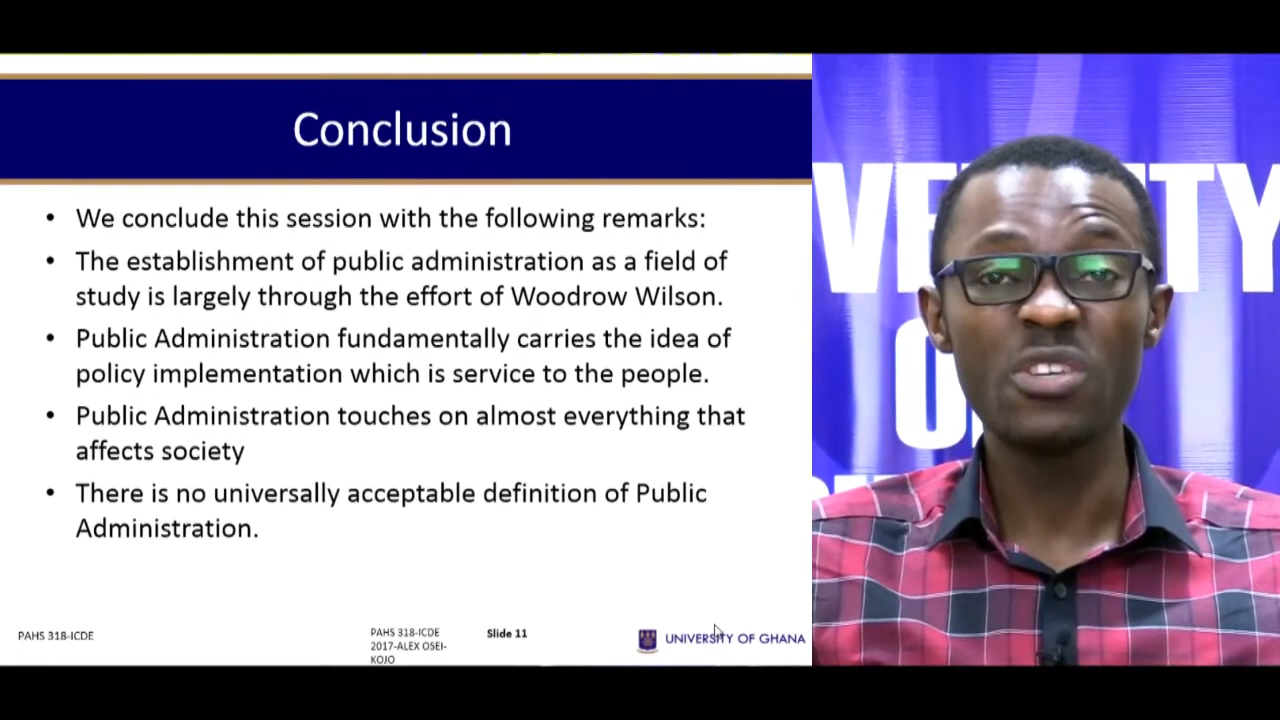 Conclusion
• We conclude this session with the following remarks:
• The establishment of public administration as a field of
study is largely through the effort of Woodrow Wilson.
• Public Administration fundamentally carries the idea of
policy implementation which is service to the people.
• Public Administration touches on almost everything that
affects society
• There is no universally acceptable definition of Public
Administration.
PAHS 318-ICDE
PAHS 318-ICDE
2017-ALEX OSEI-
KOJO
Slide 11
UNIVERSITY OF GHANA